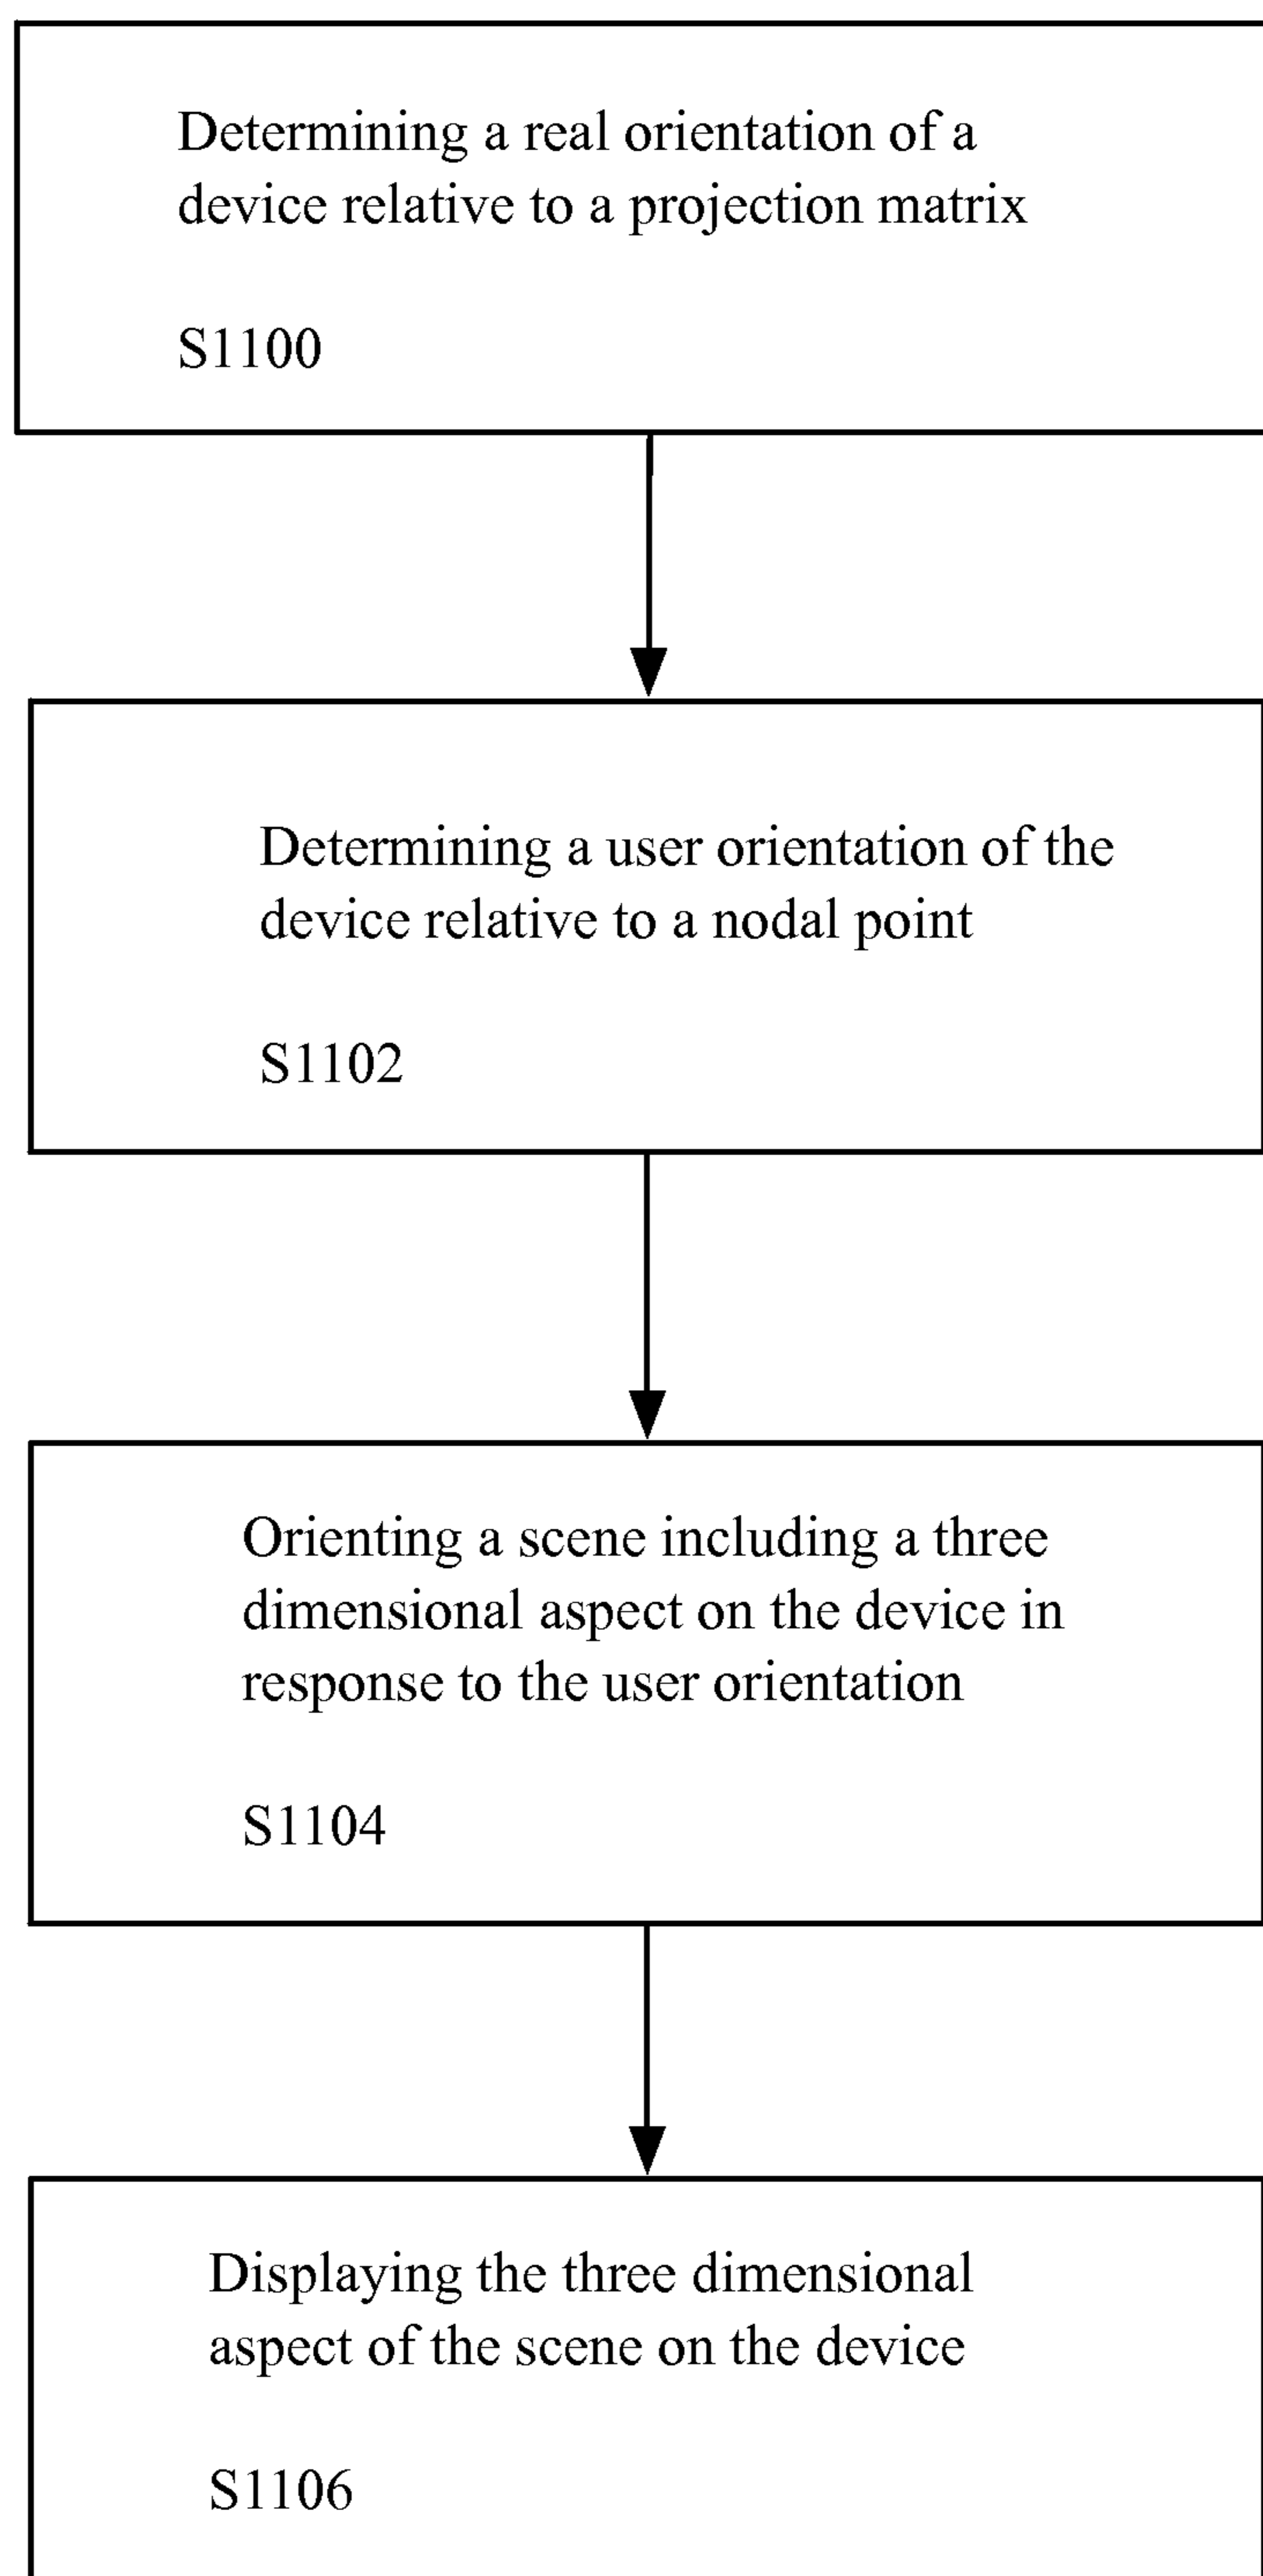 Determining a real orientation of a
device relative to a projection matrix
S1100
Determining a user orientation of the
device relative to a nodal point
S1102
Orienting a scene including a three
dimensional aspect on the device in
response to the user orientation
S1104
Displaying the three dimensional
aspect of the scene on the device
S1106